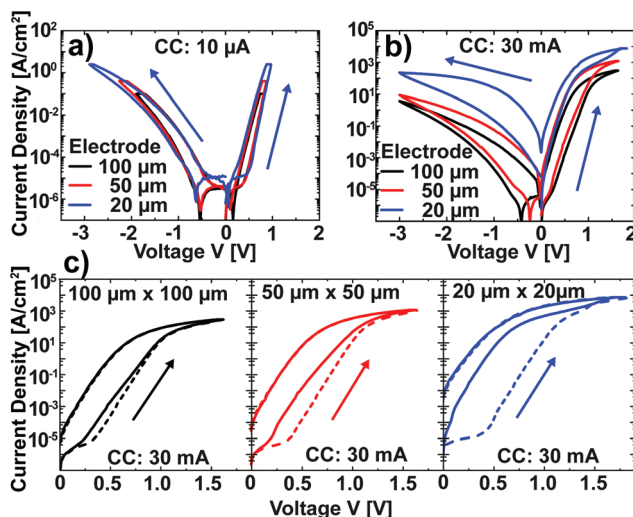 a)
CC: 10 µA
Current Density [A/cm²]
10²
10⁰
10⁻²
10⁻⁴
10⁻⁶
Electrode
100 µm
50 µm
20 µm
-3 -2 -1 0 1 2
Voltage V [V]
b)
CC: 30 mA
10⁵
10³
10¹
10⁻¹
10⁻³
10⁻⁵
Electrode
100 µm
50 µm
20 µm
-3 -2 -1 0 1 2
Voltage V [V]
c)
Current Density [A/cm²]
10⁵
10³
10¹
10⁻¹
10⁻³
10⁻⁵
100 µm x 100 µm
50 µm x 50 µm
20 µm x 20µm
CC: 30 mA
CC: 30 mA
CC: 30 mA
0 0.5 1.0 1.5
0 0.5 1.0 1.5
0 0.5 1.0 1.5
Voltage V [V]